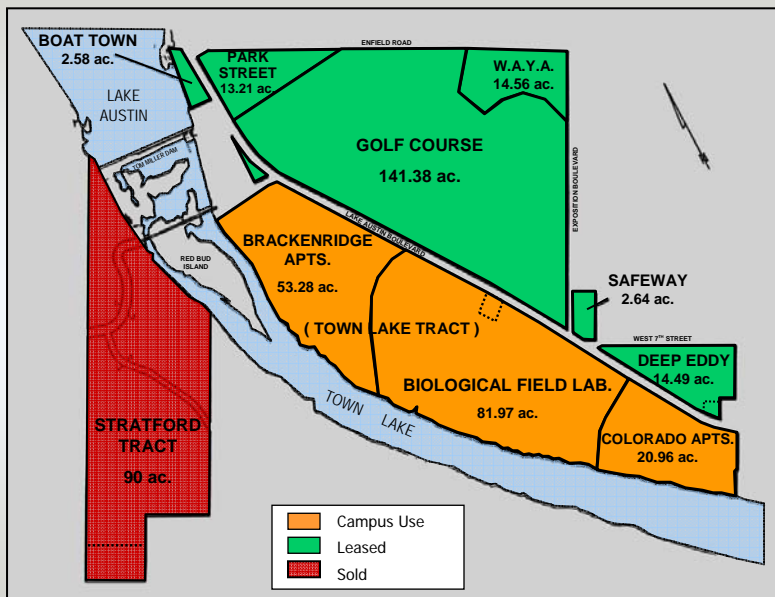 BOAT TOWN
2.58 ac.
LAKE
AUSTIN
PARK
STREET
13.21 ac.
ENFIELD ROAD
W.A.Y.A.
14.56 ac.
GOLF COURSE
141.38 ac.
EXPOSITION BOULEVARD
TOM MILLER DAM
LAKE AUSTIN BOULEVARD
RED BUD
ISLAND
BRACKENRIDGE
APTS.
53.28 ac.
( TOWN LAKE TRACT )
SAFEWAY
2.64 ac.
WEST 7TH STREET
DEEP EDDY
14.49 ac.
BIOLOGICAL FIELD LAB.
81.97 ac.
COLORADO APTS.
20.96 ac.
TOWN LAKE
STRATFORD
TRACT
90 ac.
Campus Use
Leased
Sold